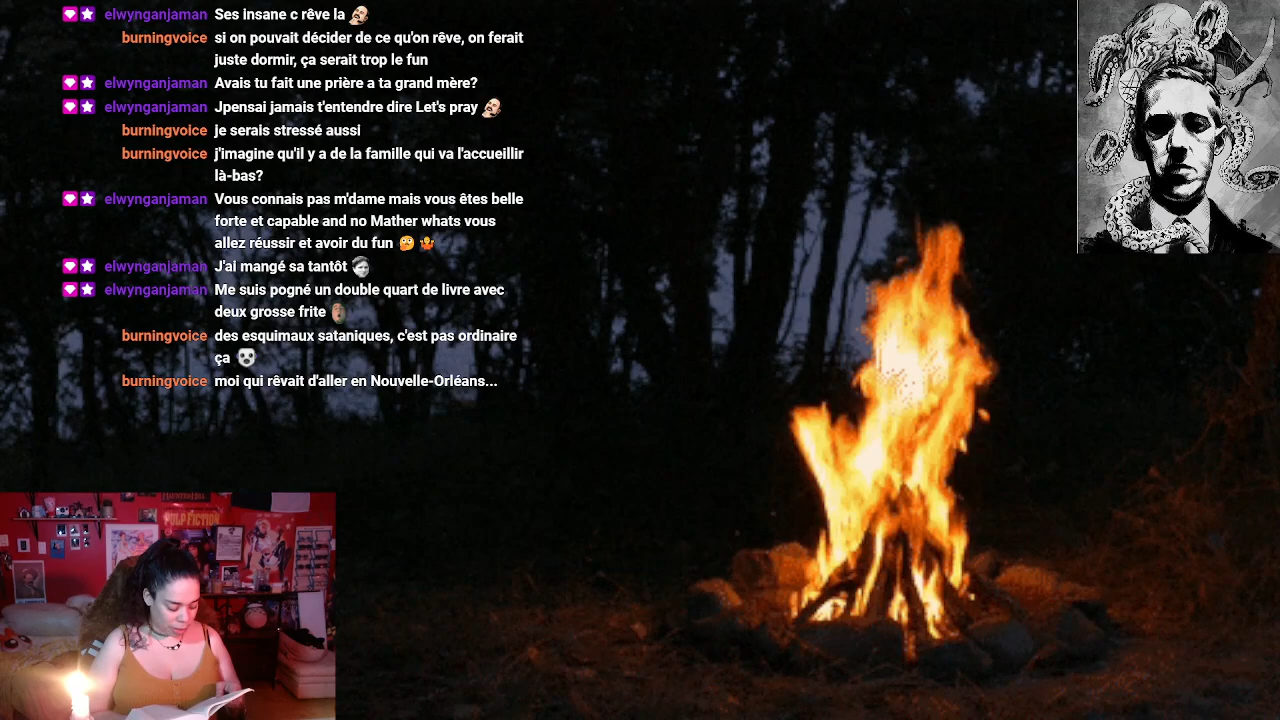 elwynganjaman Ses insane c rêve la
burningvoice si on pouvait décider de ce qu'on rêve, on ferait
juste dormir, ça serait trop le fun
elwynganjaman Avais tu fait une prière a ta grand mère?
elwynganjaman Jpensai jamais t'entendre dire Let's pray
burningvoice je serais stressé aussi
burningvoice j'imagine qu'il y a de la famille qui va l'accueillir
là-bas?
elwynganjaman Vous connais pas m'dame mais vous êtes belle
forte et capable and no Mather whats vous
allez réussir et avoir du fun
elwynganjaman J'ai mangé sa tantôt
elwynganjaman Me suis pogné un double quart de livre avec
deux grosse frite
burningvoice des esquimaux sataniques, c'est pas ordinaire
ça
burningvoice moi qui rêvait d'aller en Nouvelle-Orléans...
PULP FICTION